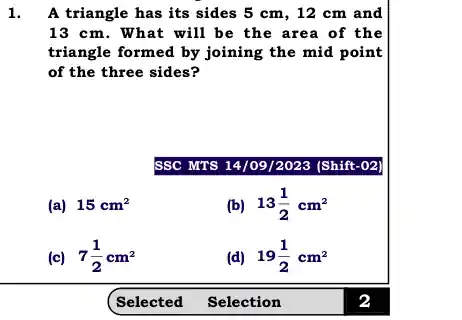 1. A triangle has its sides 5 cm, 12 cm and
13 cm. What will be the area of the
triangle formed by joining the mid point
of the three sides?
SSC MTS 14/09/2023 (Shift-02)
(a) 15 cm² (b) 13 1/2 cm²
(c) 7 1/2 cm² (d) 19 1/2 cm²
Selected Selection 2